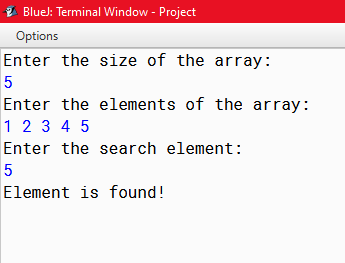 BlueJ: Terminal Window - Project
Options
Enter the size of the array:
5
Enter the elements of the array:
1 2 3 4 5
Enter the search element:
5
Element is found!